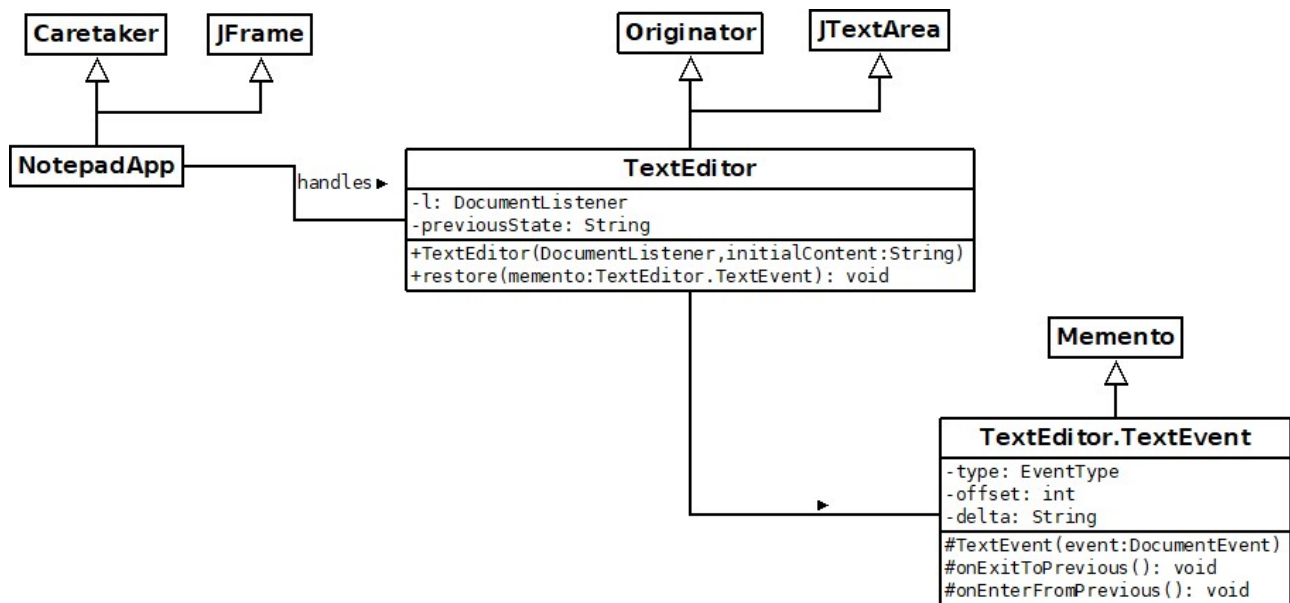 Caretaker
JFrame
Originator
JTextArea
NotepadApp
handles
TextEditor
-l: DocumentListener
-previousState: String
+TextEditor(DocumentListener,initialContent:String)
+restore(memento:TextEditor.TextEvent): void
Memento
TextEditor.TextEvent
-type: EventType
-offset: int
-delta: String
#TextEvent(event:DocumentEvent)
#onExitToPrevious(): void
#onEnterFromPrevious(): void